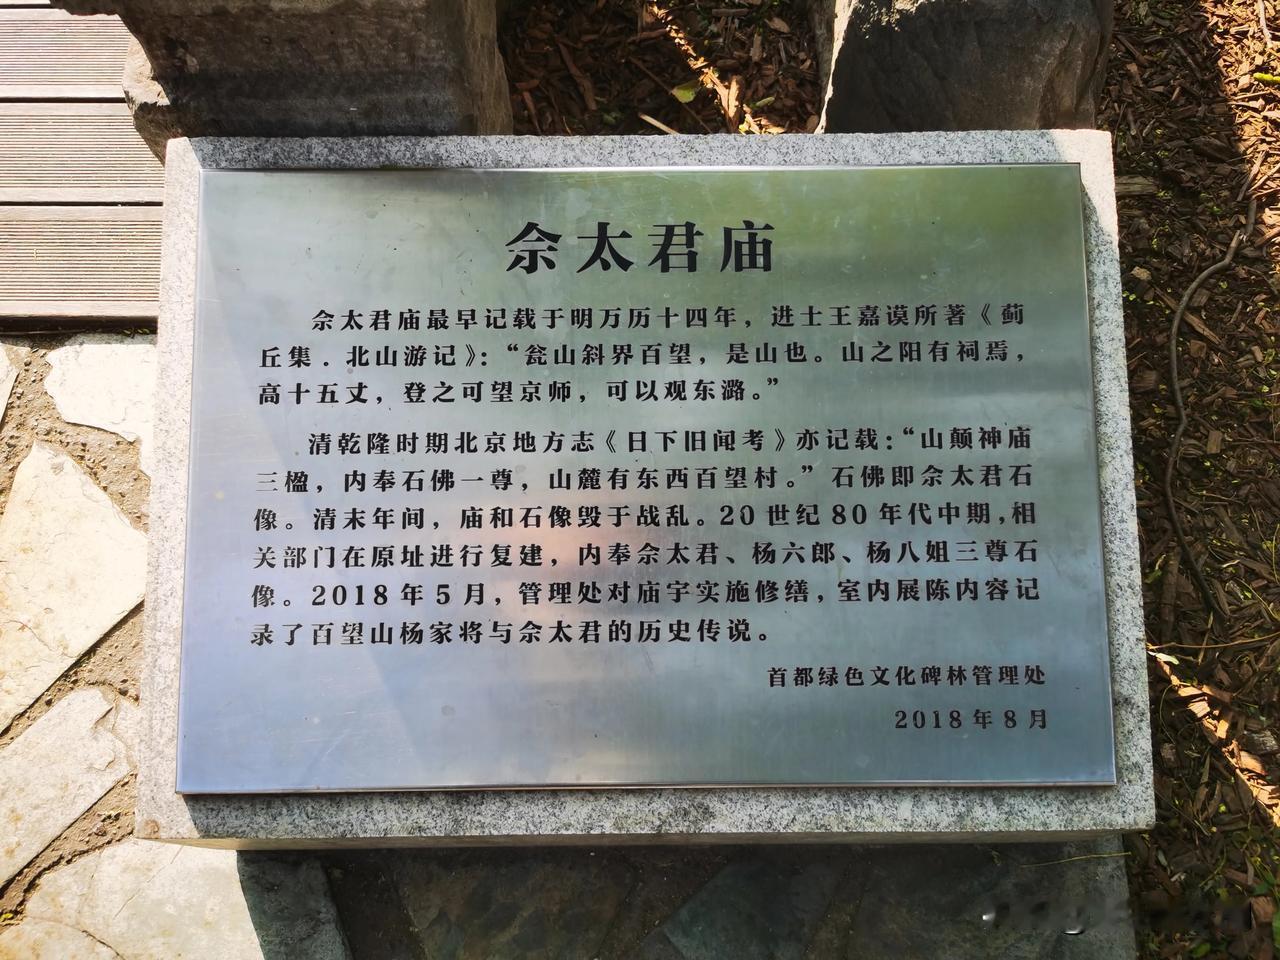 佘太君庙
佘太君庙最早记载于明万历十四年，进士王嘉谟所著《蓟
丘集．北山游记》：“瓮山斜界百望，是山也。山之阳有祠焉，
高十五丈，登之可望京师，可以观东潞。”
清乾隆时期北京地方志《日下旧闻考》亦记载：“山颠神庙
三楹，内奉石佛一尊，山麓有东西百望村。”石佛即佘太君石
像。清末年间，庙和石像毁于战乱。20世纪80年代中期，相
关部门在原址进行复建，内奉佘太君、杨六郎、杨八姐三尊石
像。2018年5月，管理处对庙宇实施修缮，室内展陈内容记
录了百望山杨家将与佘太君的历史传说。
首都绿色文化碑林管理处
2018年8月